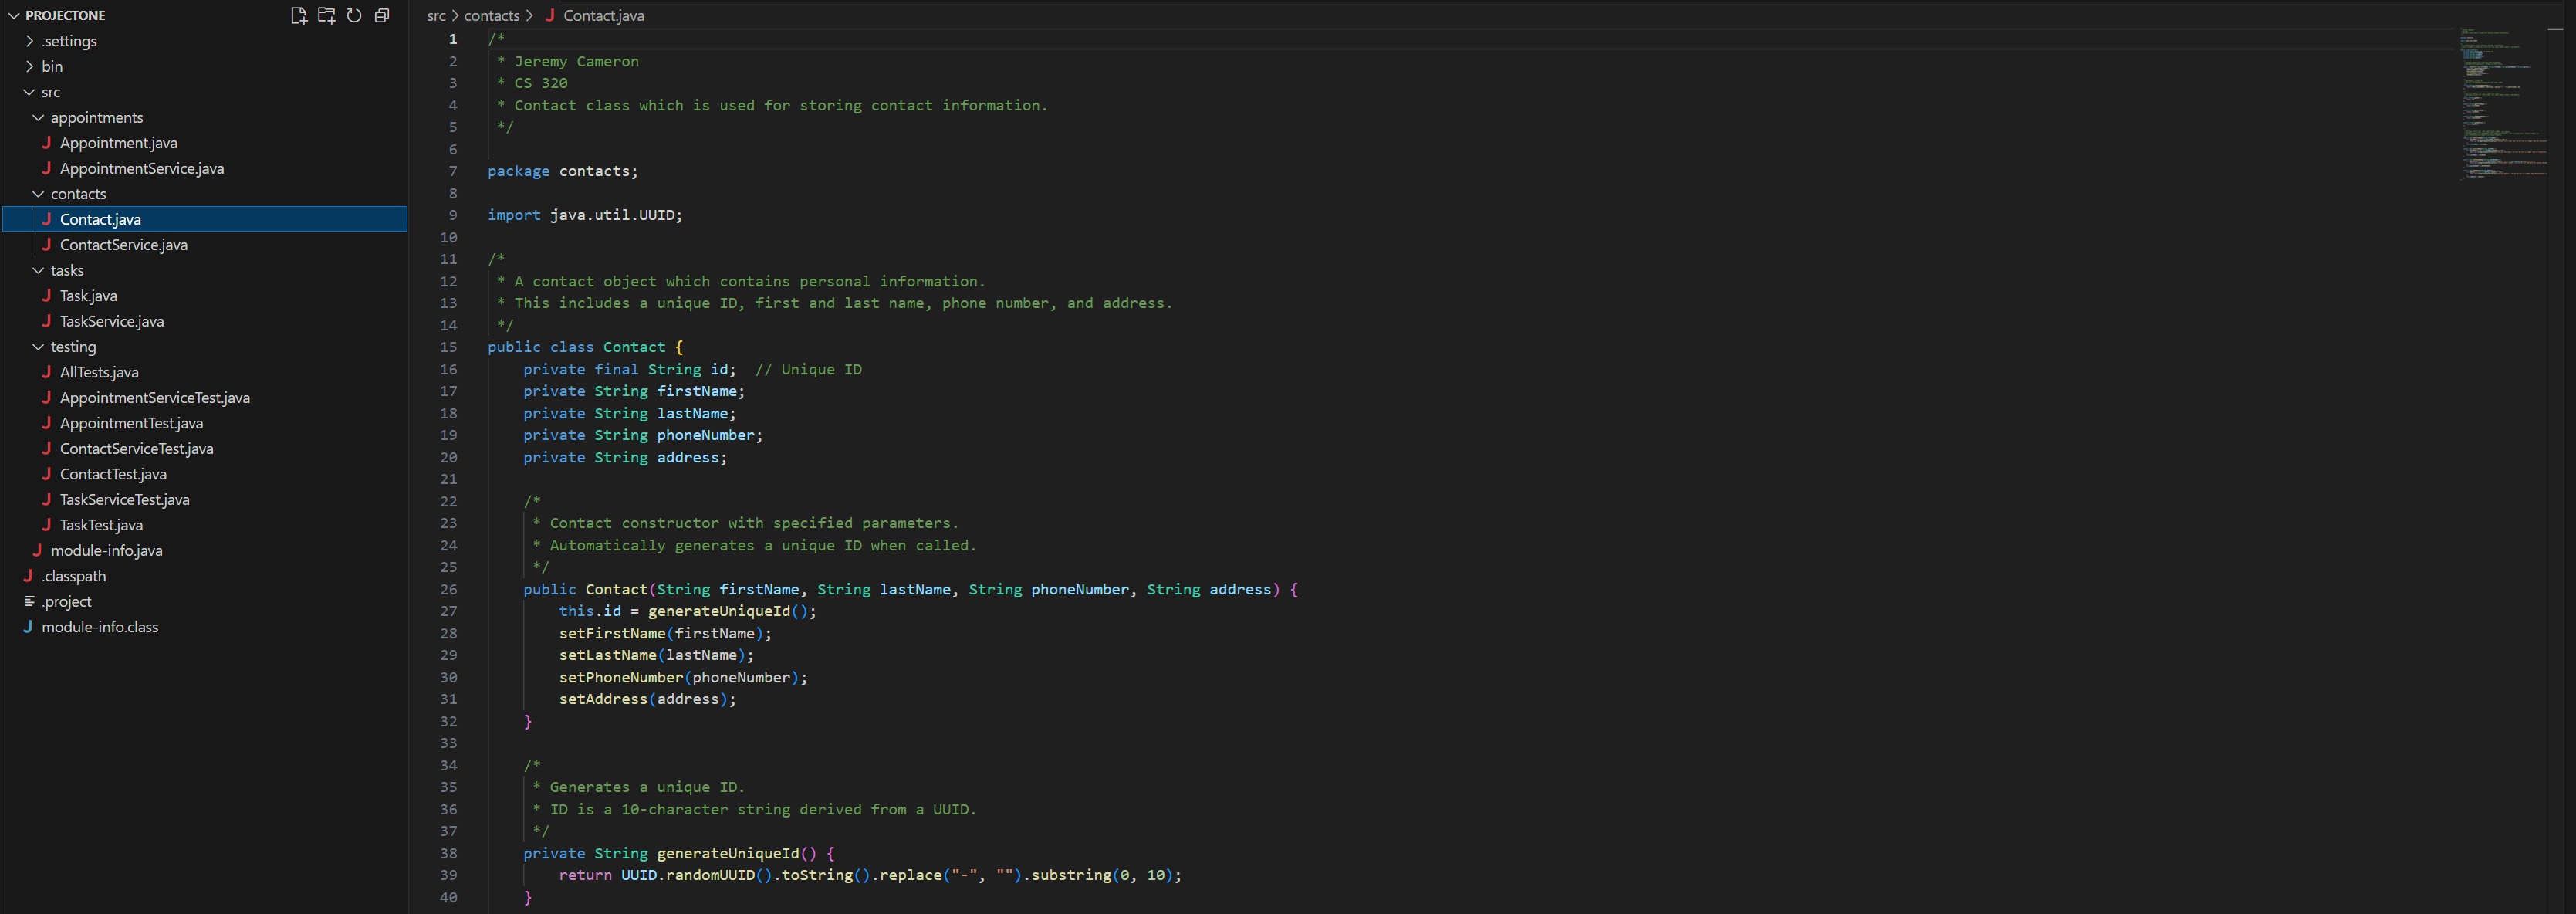 PROJECTONE
.settings
bin
src
appointments
J Appointment.java
J AppointmentService.java
contacts
J Contact.java
J ContactService.java
tasks
J Task.java
J TaskService.java
testing
J AllTests.java
J AppointmentServiceTest.java
J AppointmentTest.java
J ContactServiceTest.java
J ContactTest.java
J TaskServiceTest.java
J TaskTest.java
J module-info.java
J .classpath
.project
J module-info.class
src > contacts > J Contact.java
1 /*
2  * Jeremy Cameron
3  * CS 320
4  * Contact class which is used for storing contact information.
5  */
6
7 package contacts;
8
9 import java.util.UUID;
10
11 /*
12  * A contact object which contains personal information.
13  * This includes a unique ID, first and last name, phone number, and address.
14  */
15 public class Contact {
16     private final String id;  // Unique ID
17     private String firstName;
18     private String lastName;
19     private String phoneNumber;
20     private String address;
21
22     /*
23      * Contact constructor with specified parameters.
24      * Automatically generates a unique ID when called.
25      */
26     public Contact(String firstName, String lastName, String phoneNumber, String address) {
27         this.id = generateUniqueId();
28         setFirstName(firstName);
29         setLastName(lastName);
30         setPhoneNumber(phoneNumber);
31         setAddress(address);
32     }
33
34     /*
35      * Generates a unique ID.
36      * ID is a 10-character string derived from a UUID.
37      */
38     private String generateUniqueId() {
39         return UUID.randomUUID().toString().replace("-", "").substring(0, 10);
40     }